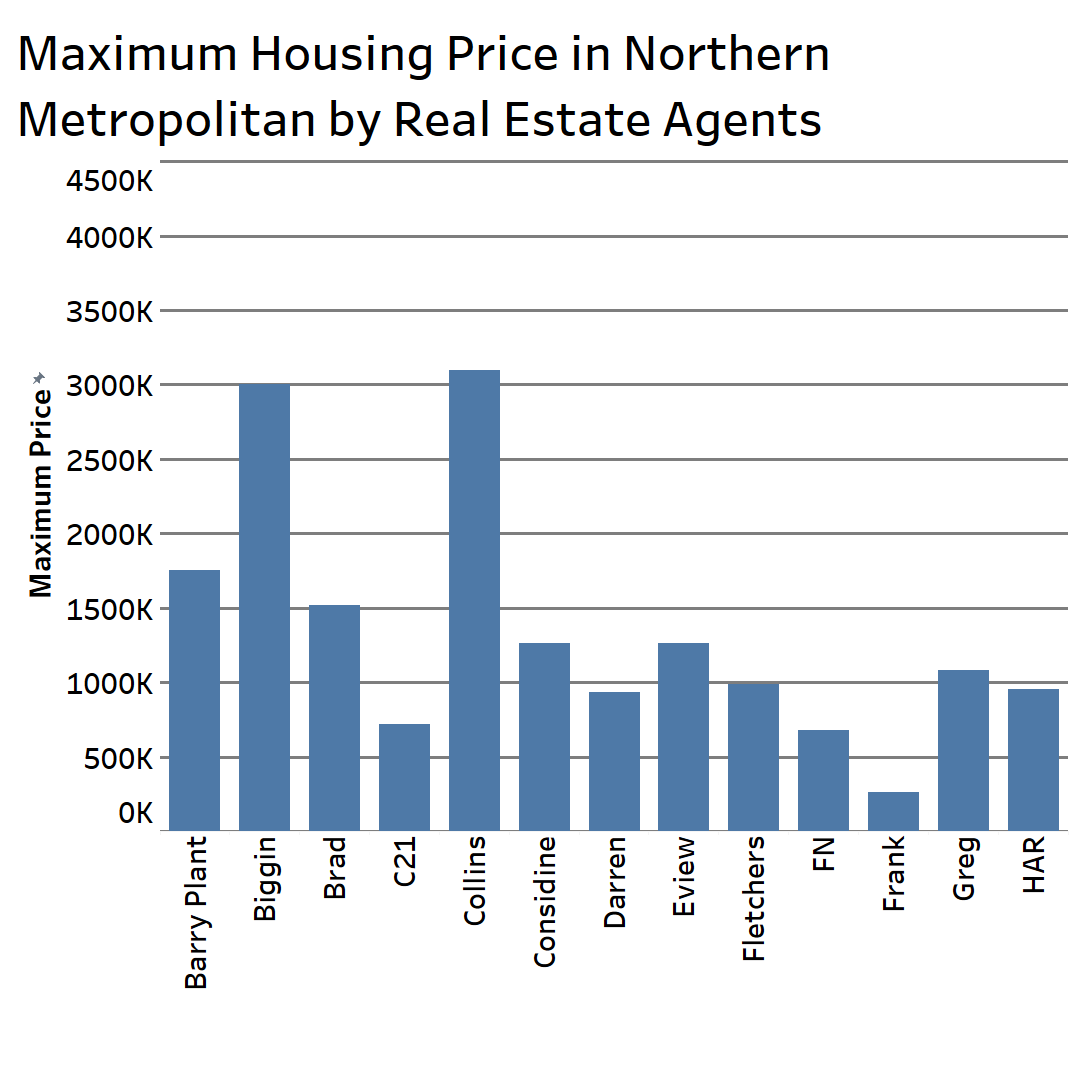 Maximum Housing Price in Northern
Metropolitan by Real Estate Agents
4500K
4000K
3500K
3000K
2500K
2000K
1500K
1000K
500K
0K
Maximum Price
Barry Plant
Biggin
Brad
C21
Collins
Considine
Darren
Eview
Fletchers
FN
Frank
Greg
HAR